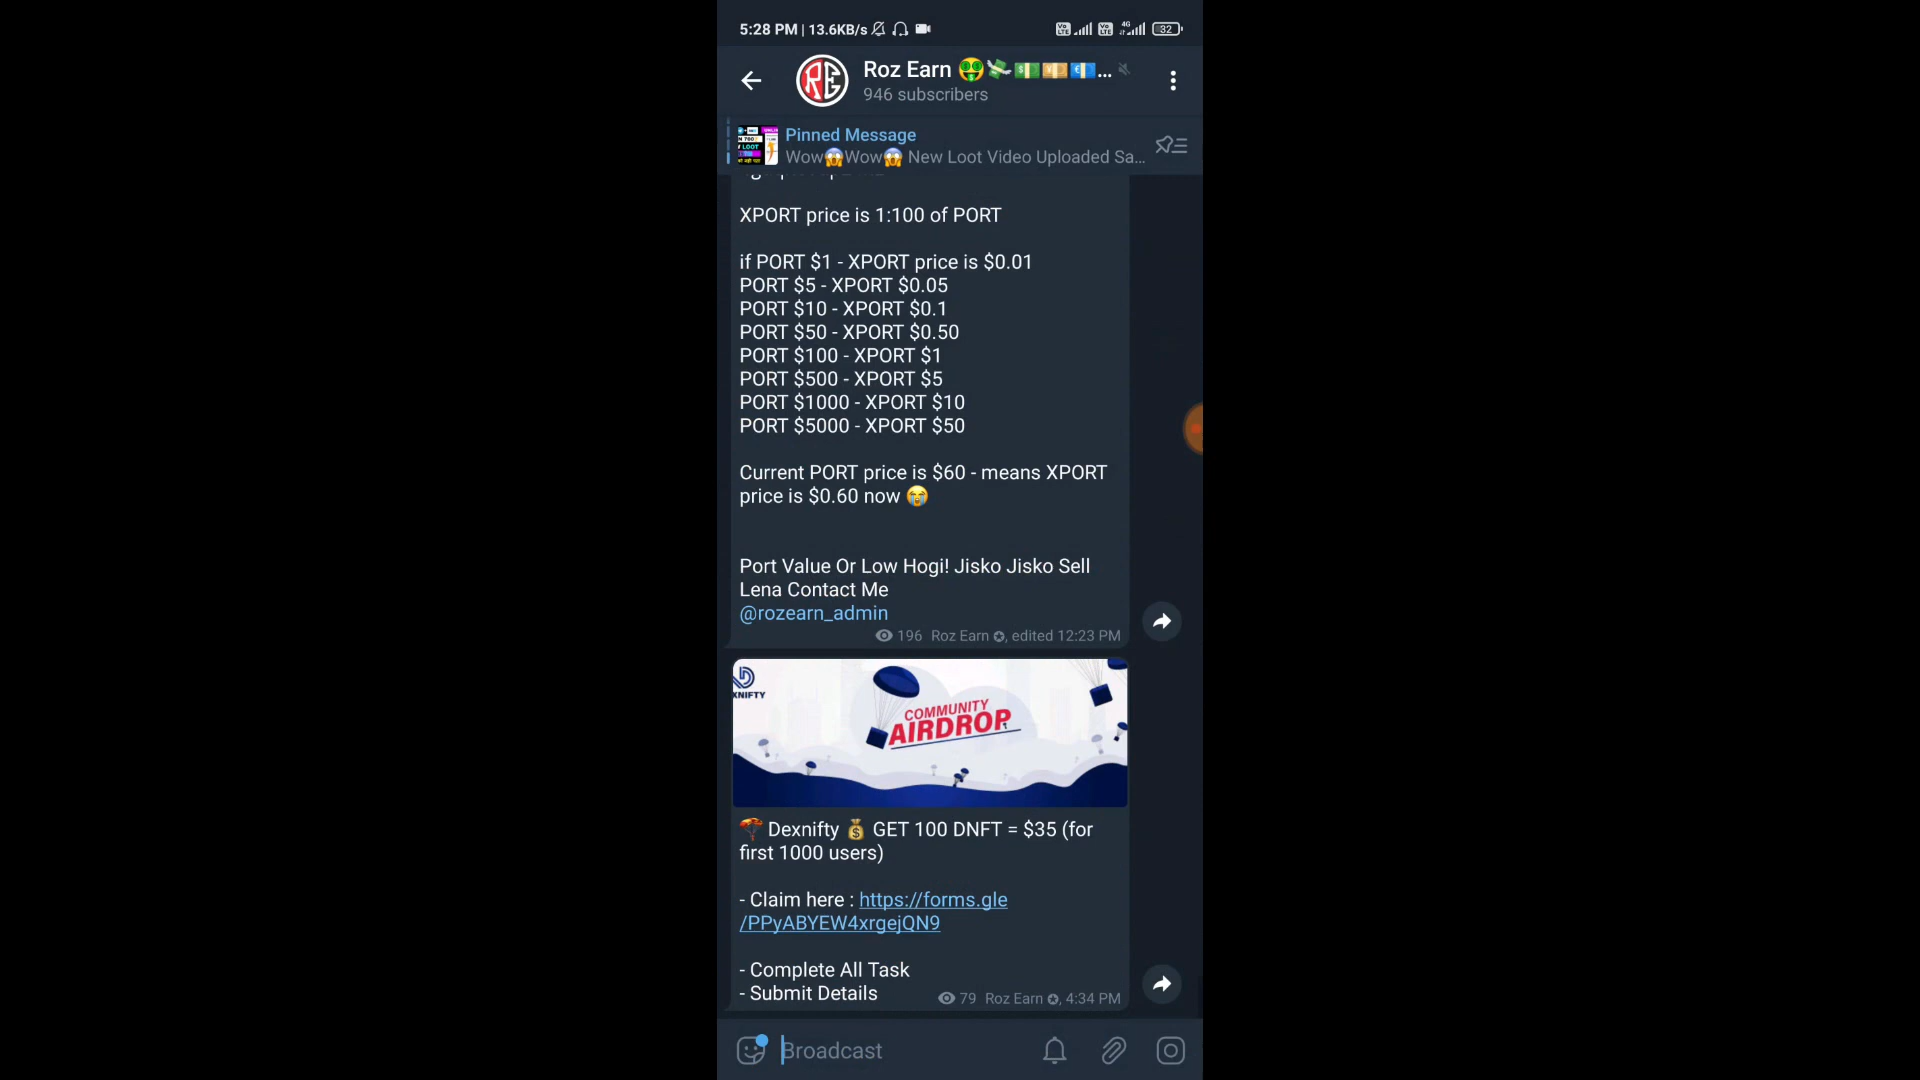 5:28 PM | 13.6KB/s
4G
32
Roz Earn 🤑💸💵💴💶...
946 subscribers
Pinned Message
Wow😱Wow😱 New Loot Video Uploaded Sa...
XPORT price is 1:100 of PORT
if PORT $1 - XPORT price is $0.01
PORT $5 - XPORT $0.05
PORT $10 - XPORT $0.1
PORT $50 - XPORT $0.50
PORT $100 - XPORT $1
PORT $500 - XPORT $5
PORT $1000 - XPORT $10
PORT $5000 - XPORT $50
Current PORT price is $60 - means XPORT
price is $0.60 now 😭
Port Value Or Low Hogi! Jisko Jisko Sell
Lena Contact Me
@rozearn_admin
196 Roz Earn ✪, edited 12:23 PM
XNIFTY
COMMUNITY
AIRDROP
🪂 Dexnifty 💰 GET 100 DNFT = $35 (for
first 1000 users)
- Claim here : https://forms.gle
/PPyABYEW4xrgejQN9
- Complete All Task
- Submit Details
79 Roz Earn ✪, 4:34 PM
Broadcast